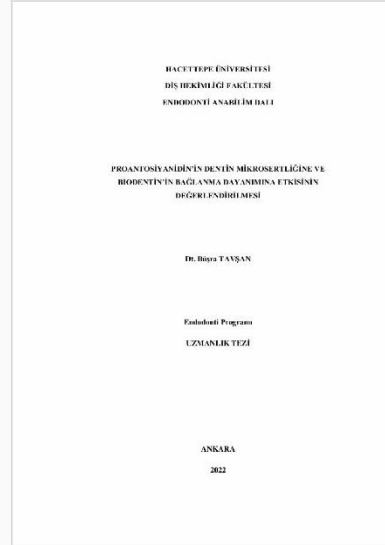 HACETTEPE ÜNİVERSİTESİ
DİŞ HEKİMLİĞİ FAKÜLTESİ
ENDODONTİ ANABİLİM DALI
PROANTOSİYANİDİN'İN DENTİN MİKROSERTLİĞİNE VE
BIODENTİN'İN BAĞLANMA DAYANIMINA ETKİSİNİN
DEĞERLENDİRİLMESİ
Dt. Büşra TAVŞAN
Endodonti Programı
UZMANLIK TEZİ
ANKARA
2022